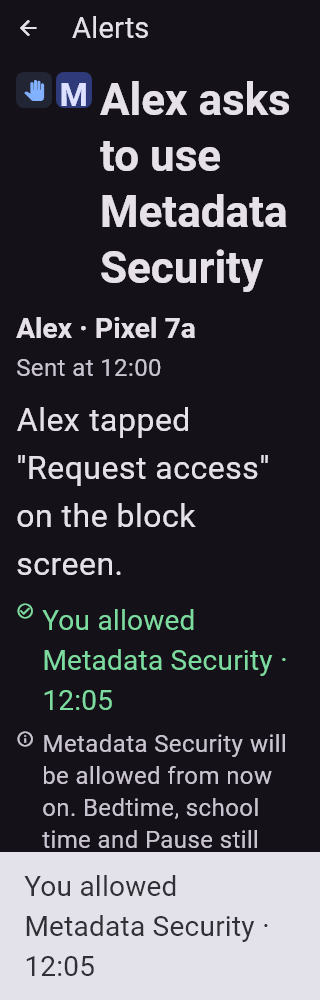 Alerts
M
Alex asks
to use
Metadata
Security
Alex · Pixel 7a
Sent at 12:00
Alex tapped
"Request access"
on the block
screen.
You allowed
Metadata Security ·
12:05
Metadata Security will
be allowed from now
on. Bedtime, school
time and Pause still
You allowed
Metadata Security ·
12:05